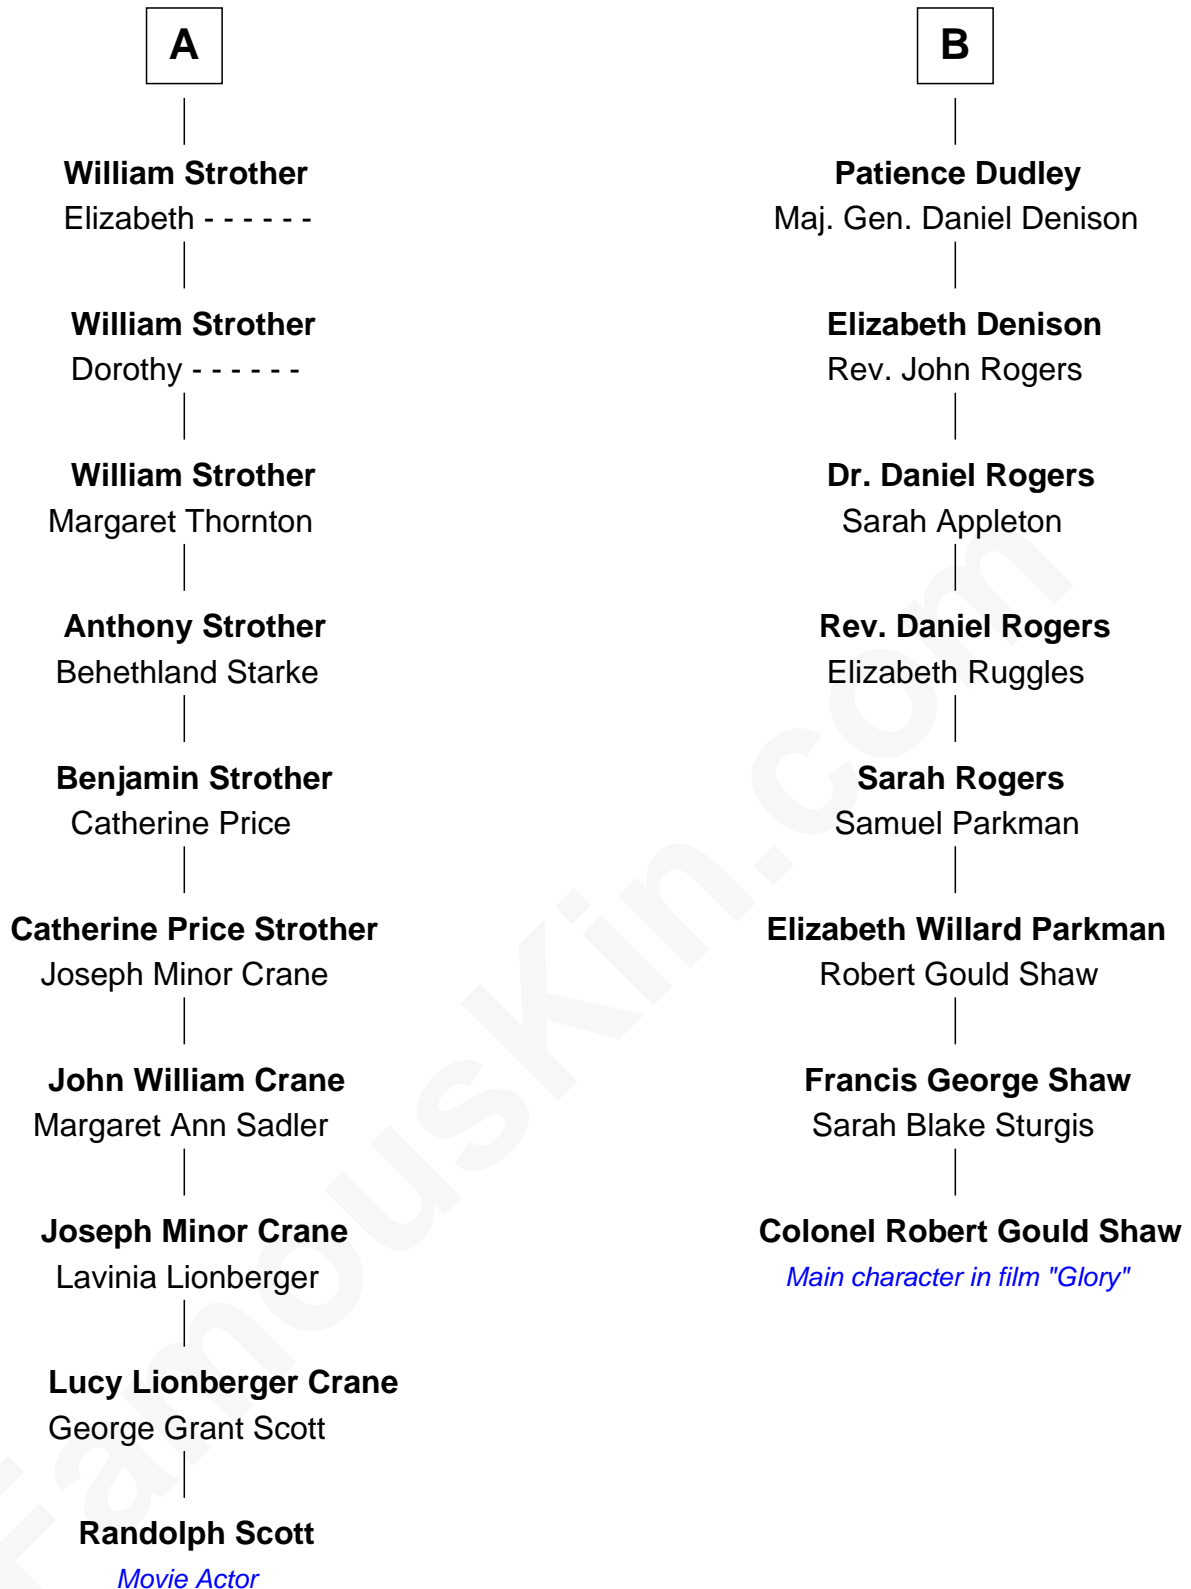 A
William Strother
Elizabeth - - - - - -
William Strother
Dorothy - - - - - -
William Strother
Margaret Thornton
Anthony Strother
Behethland Starke
Benjamin Strother
Catherine Price
Catherine Price Strother
Joseph Minor Crane
John William Crane
Margaret Ann Sadler
Joseph Minor Crane
Lavinia Lionberger
Lucy Lionberger Crane
George Grant Scott
Randolph Scott
Movie Actor
B
Patience Dudley
Maj. Gen. Daniel Denison
Elizabeth Denison
Rev. John Rogers
Dr. Daniel Rogers
Sarah Appleton
Rev. Daniel Rogers
Elizabeth Ruggles
Sarah Rogers
Samuel Parkman
Elizabeth Willard Parkman
Robert Gould Shaw
Francis George Shaw
Sarah Blake Sturgis
Colonel Robert Gould Shaw
Main character in film "Glory"
FamousKin.com